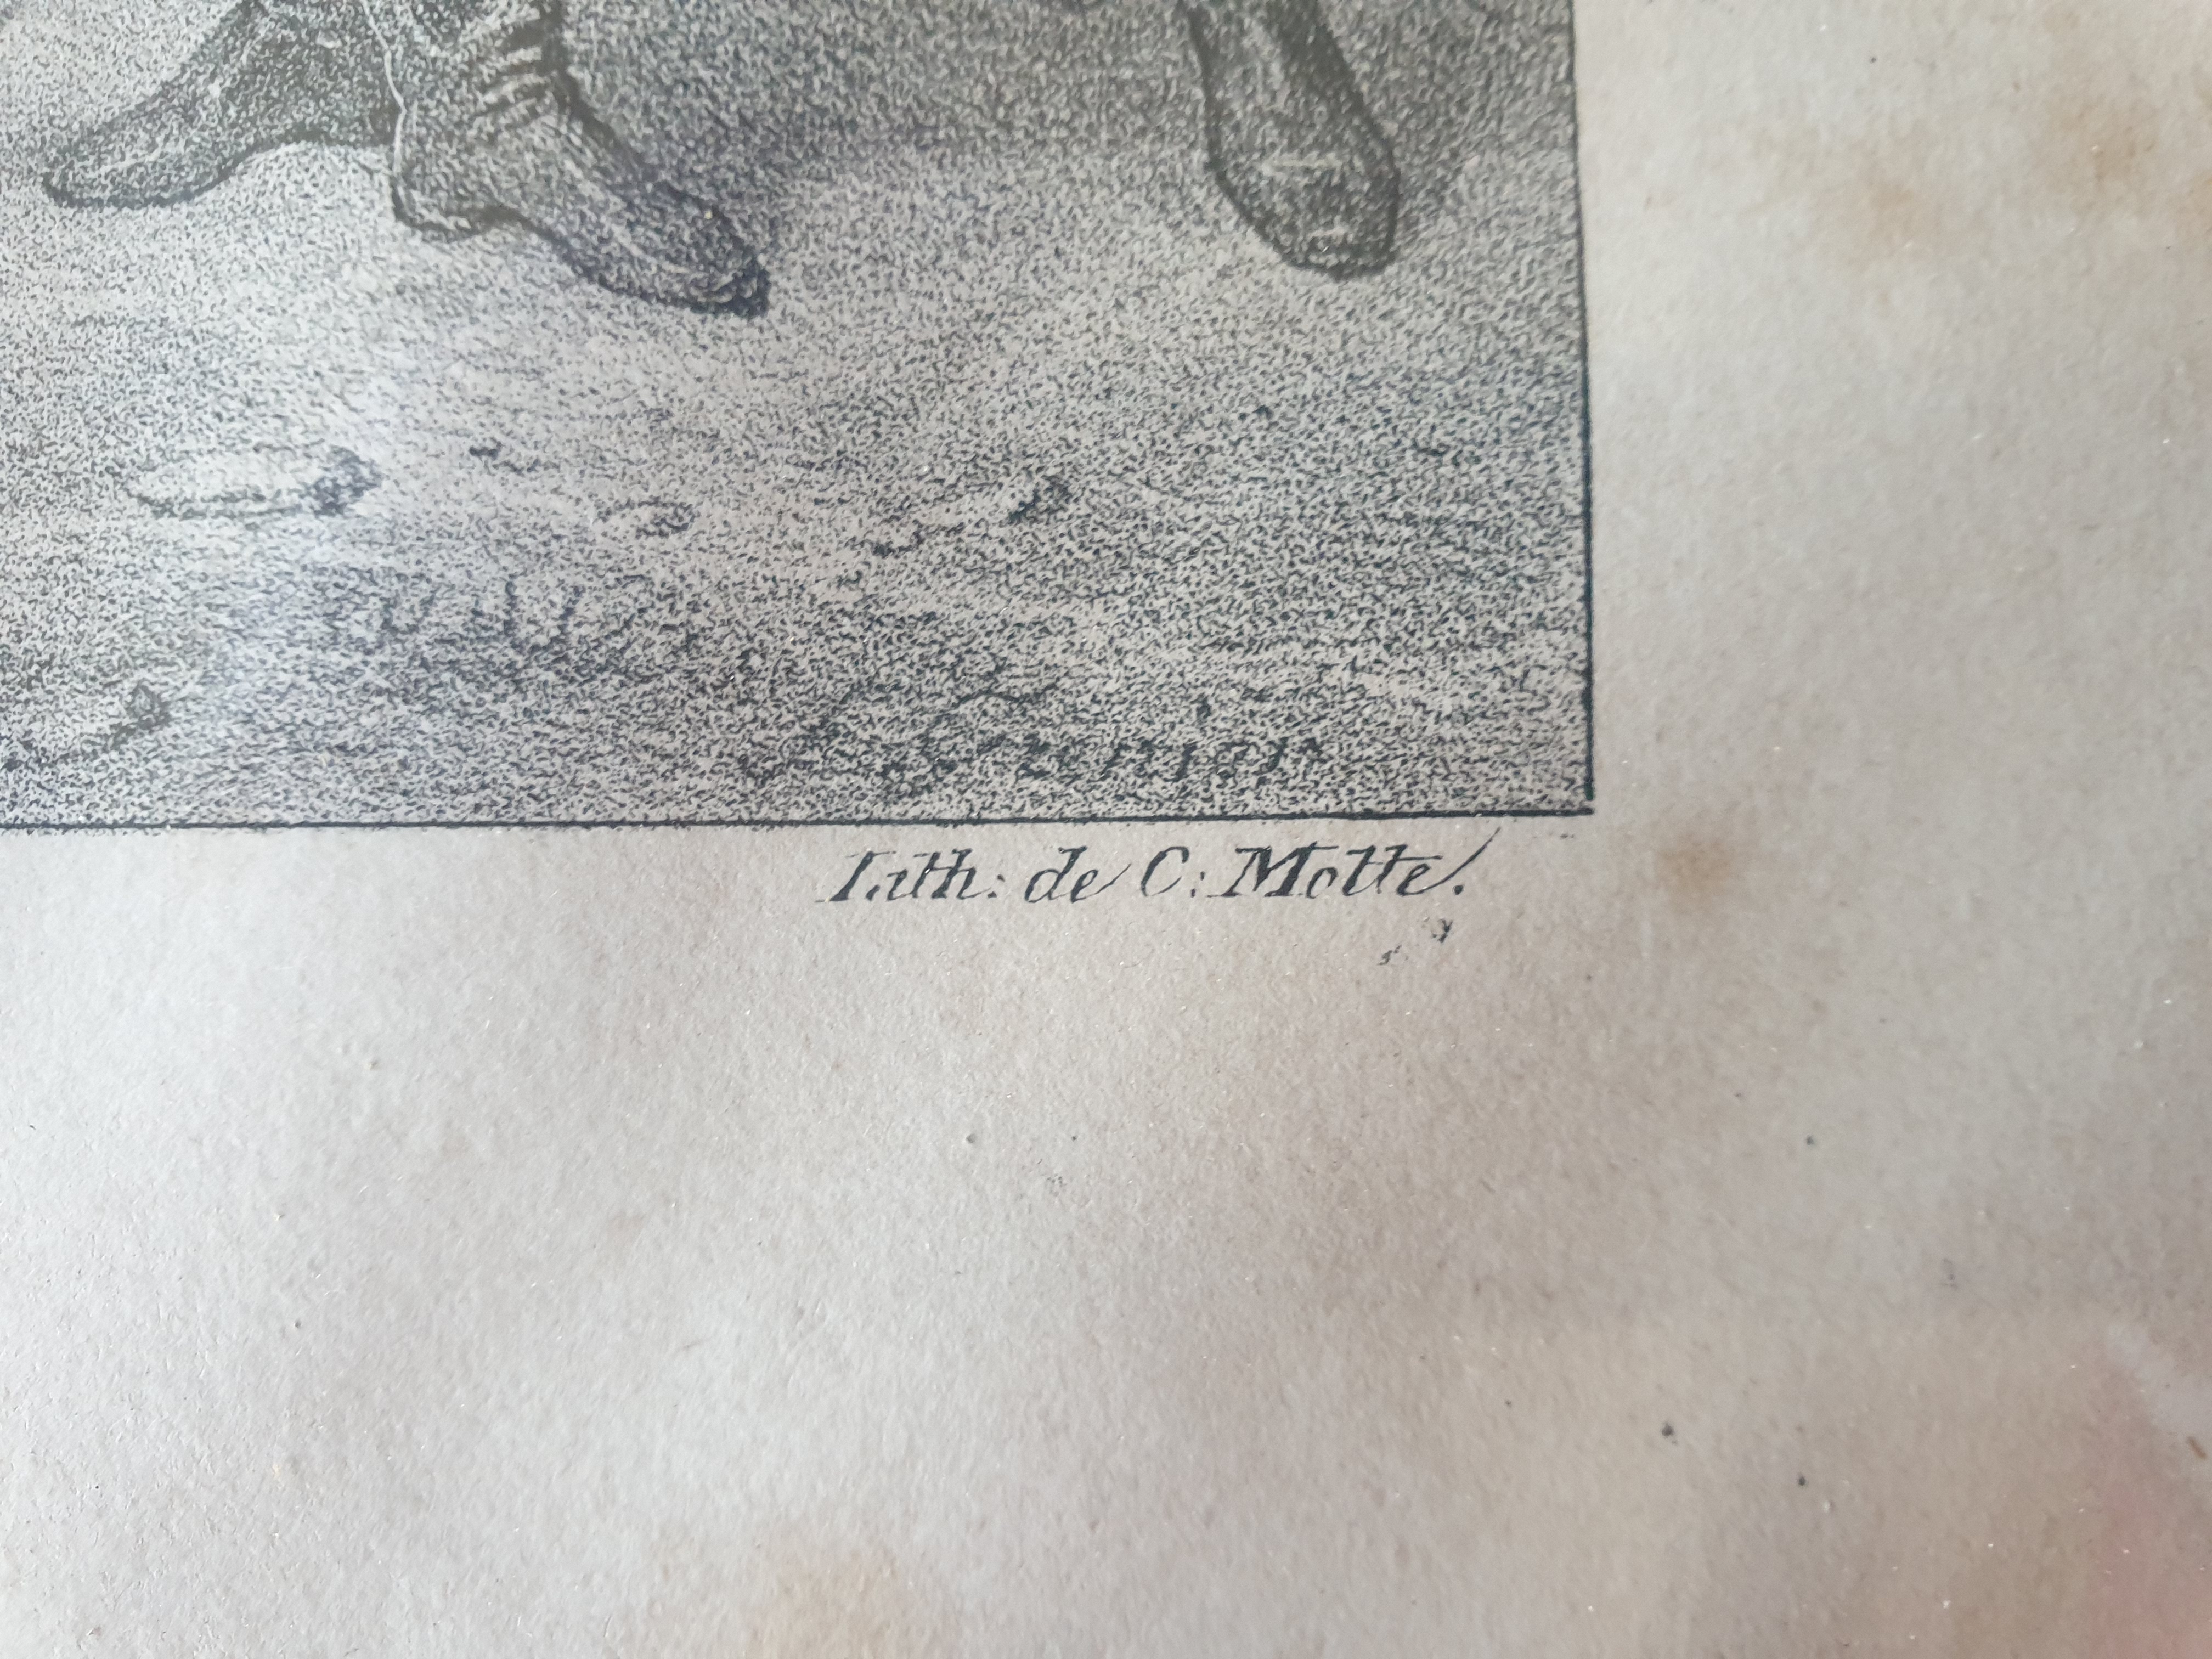 Lith: de C: Motte.